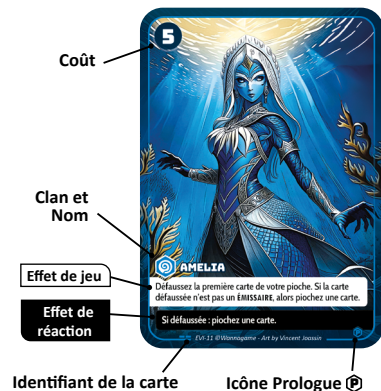 5
Coût
Clan et
Nom
AMELIA
Effet de jeu
Défaussez la première carte de votre pioche. Si la carte
défaussée n'est pas un ÉMISSAIRE, alors piochez une carte.
Effet de
réaction
Si défaussée : piochez une carte.
EVI-11 ©Wannagame - Art by Vincent Joassin
Identifiant de la carte
Icône Prologue P